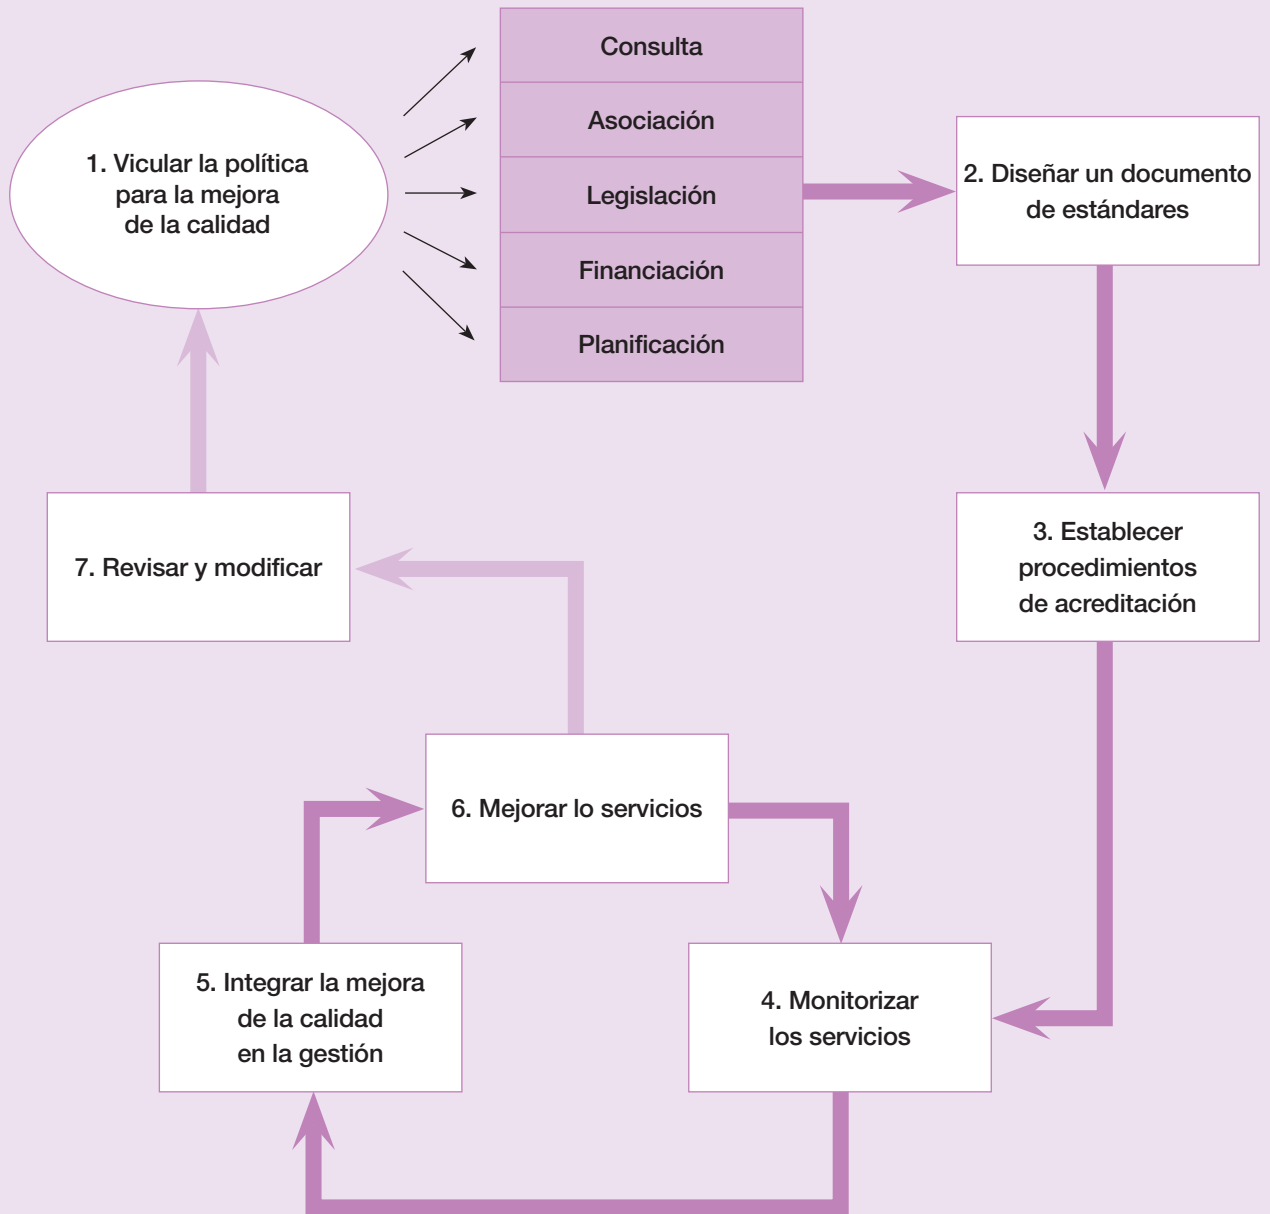 1. Vicular la política
para la mejora
de la calidad
Consulta
Asociación
Legislación
Financiación
Planificación
2. Diseñar un documento
de estándares
3. Establecer
procedimientos
de acreditación
4. Monitorizar
los servicios
5. Integrar la mejora
de la calidad
en la gestión
6. Mejorar lo servicios
7. Revisar y modificar